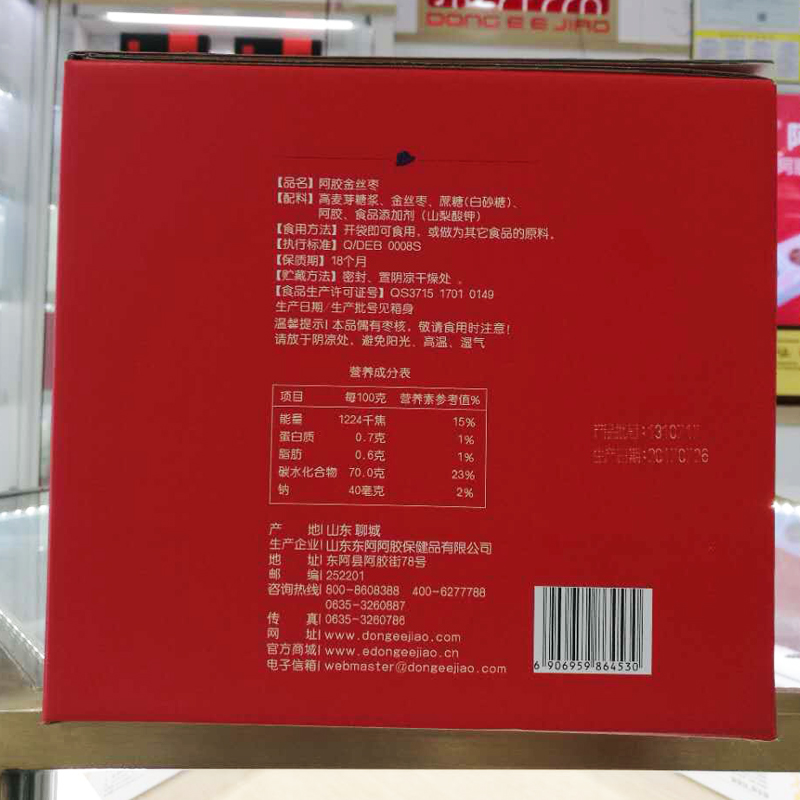 DONG E E JIAO
【品名】阿胶金丝枣
【配料】高麦芽糖浆、金丝枣、蔗糖(白砂糖)、
阿胶、食品添加剂（山梨酸钾）
【食用方法】开袋即可食用，或做为其它食品的原料。
【执行标准】Q/DEB 0008S
【保质期】18个月
【贮藏方法】密封、置阴凉干燥处。
【食品生产许可证号】QS3715 1701 0149
生产日期/生产批号见箱身
温馨提示|本品偶有枣核，敬请食用时注意!
请放于阴凉处，避免阳光、高温、湿气
营养成分表
项目 每100克 营养素参考值%
能量 1224千焦 15%
蛋白质 0.7克 1%
脂肪 0.6克 1%
碳水化合物 70.0克 23%
钠 40毫克 2%
产品批号:
生产日期:
产 地|山东 聊城
生产企业|山东东阿阿胶保健品有限公司
地 址|东阿县阿胶街78号
邮 编|252201
咨询热线|800-8608388 400-6277788
0635-3260887
传 真|0635-3260786
网 址|www.dongeejiao.com
官方商城|www.edongeejiao.cn
电子信箱|webmaster@dongeejiao.com
6 906959 864530